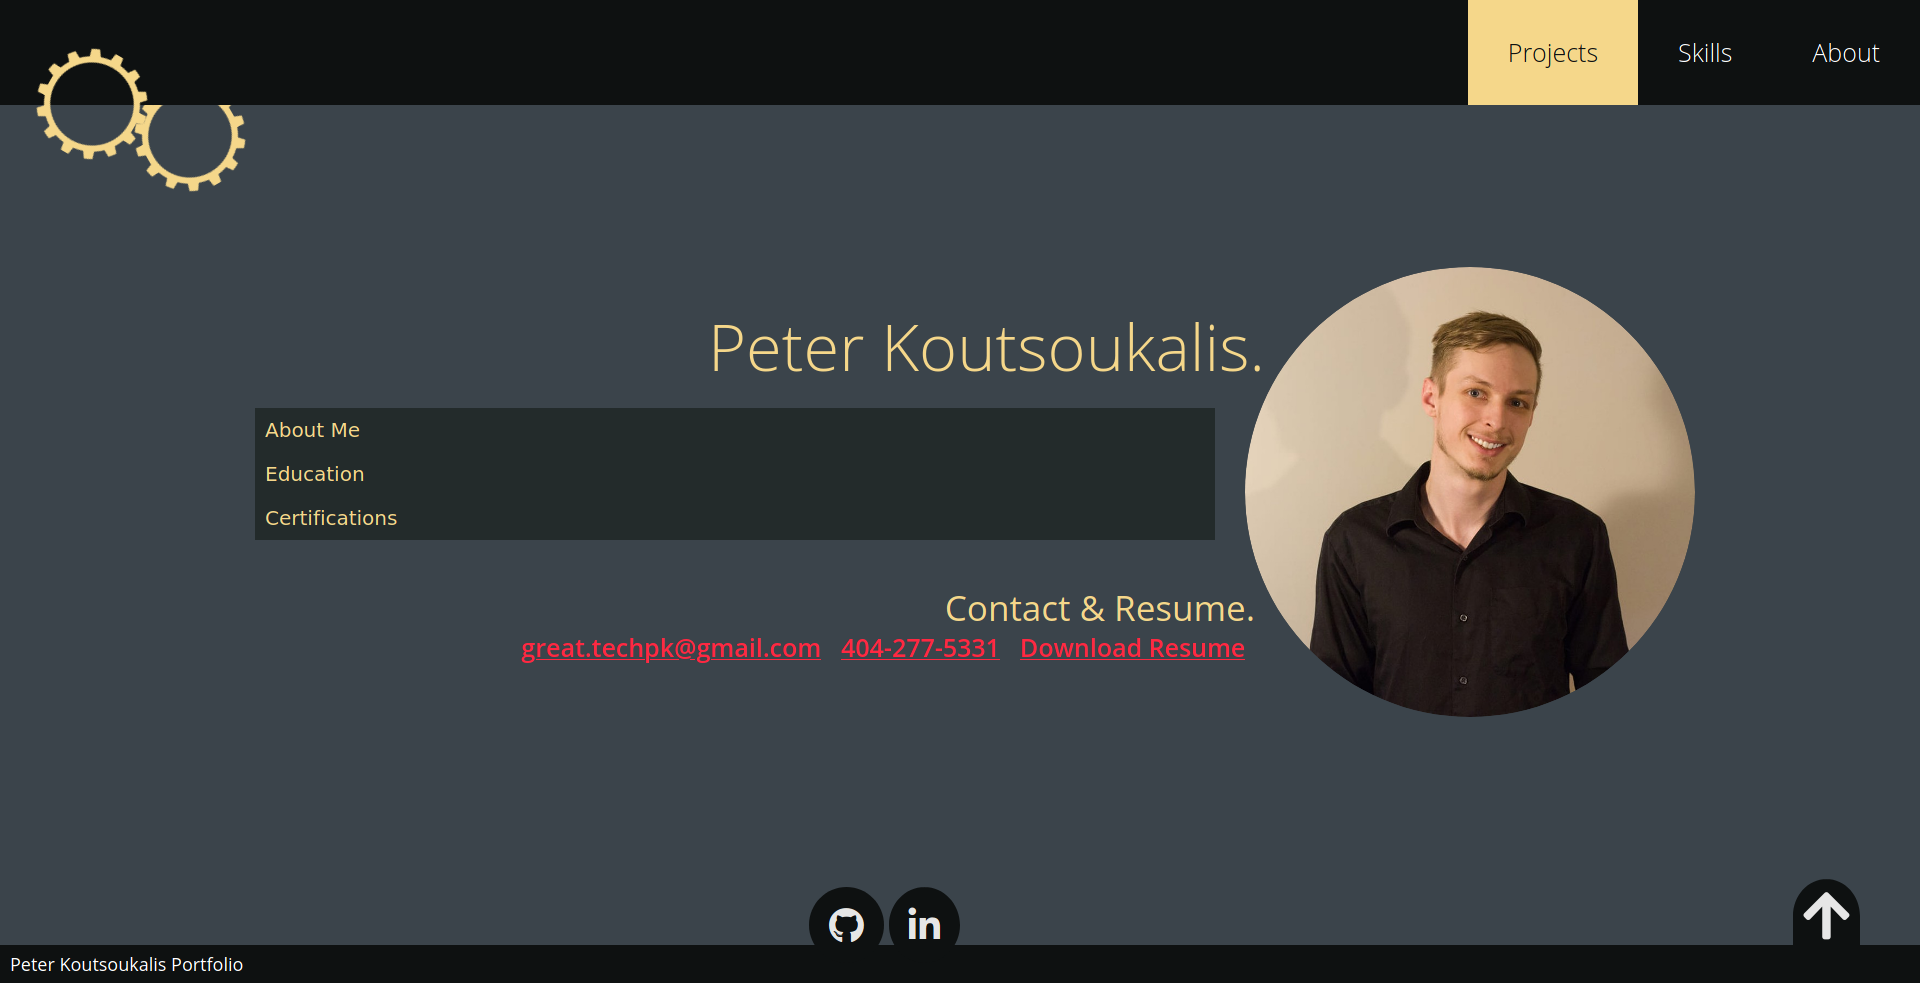 Projects Skills About
Peter Koutsoukalis.
About Me
Education
Certifications
Contact & Resume.
great.techpk@gmail.com 404-277-5331 Download Resume
in
Peter Koutsoukalis Portfolio